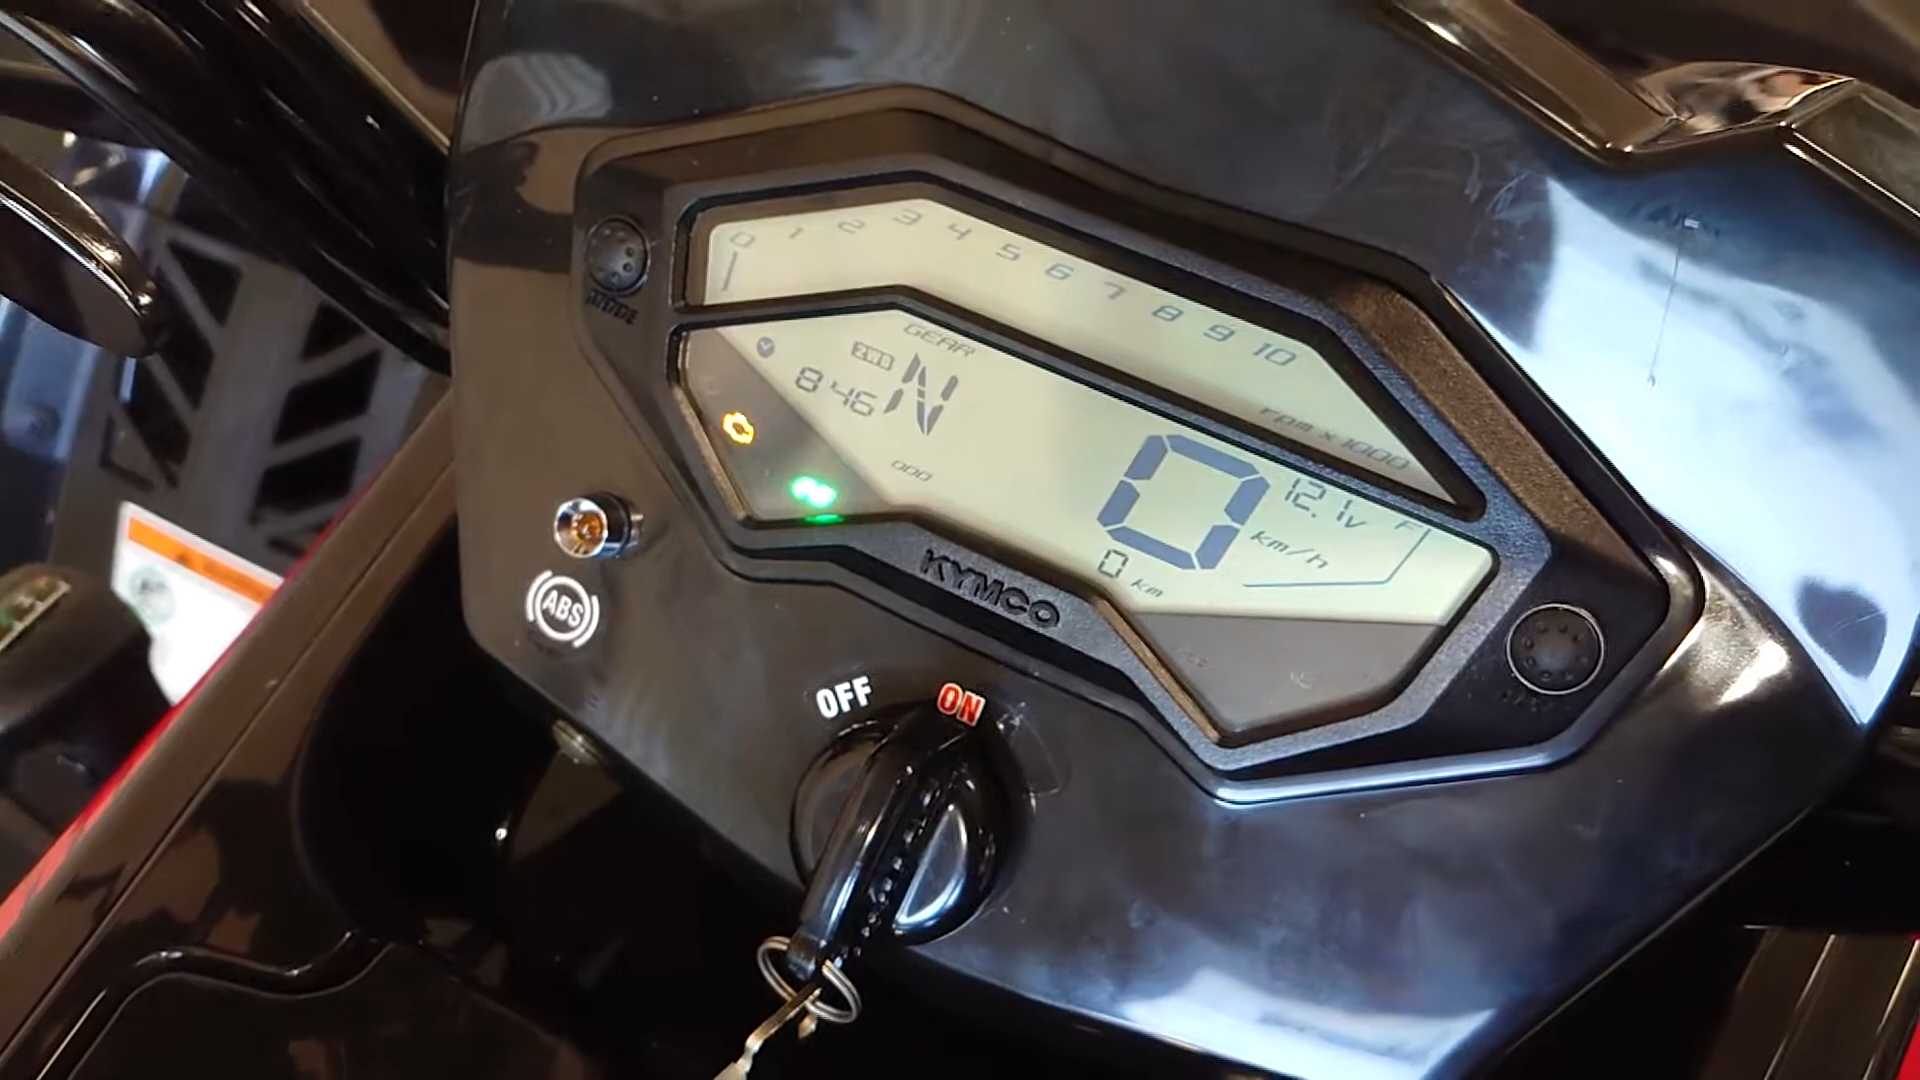 0 1 2 3 4 5 6 7 8 9 10
rpm x 1000
MODE
GEAR
2WD
8 46
N
ODO
0
12.1v
F
km/h
0 km
KYMCO
ABS
OFF
ON